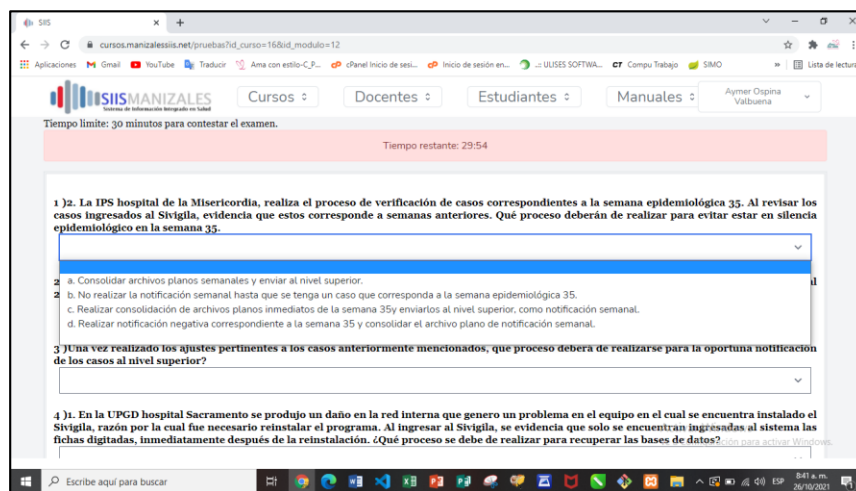 SIIS
cursos.manizalessiis.net/pruebas?id_curso=16&id_modulo=12
Aplicaciones Gmail YouTube Traducir Ama con estilo-C_P... cPanel Inicio de sesi... Inicio de sesión en... ..:: ULISES SOFTWA... Compu Trabajo SIMO » Lista de lectura
SIISMANIZALES Cursos Docentes Estudiantes Manuales Aymer Ospina Valbuena
Sistema de Información Integrado en Salud
Tiempo limite: 30 minutos para contestar el examen.
Tiempo restante: 29:54
1 )2. La IPS hospital de la Misericordia, realiza el proceso de verificación de casos correspondientes a la semana epidemiológica 35. Al revisar los
casos ingresados al Sivigila, evidencia que estos corresponde a semanas anteriores. Qué proceso deberán de realizar para evitar estar en silencio
epidemiológico en la semana 35.
a. Consolidar archivos planos semanales y enviar al nivel superior.
b. No realizar la notificación semanal hasta que se tenga un caso que corresponda a la semana epidemiológica 35.
c. Realizar consolidación de archivos planos inmediatos de la semana 35y enviarlos al nivel superior, como notificación semanal.
d. Realizar notificación negativa correspondiente a la semana 35 y consolidar el archivo plano de notificación semanal.
3 )Una vez realizado los ajustes pertinentes a los casos anteriormente mencionados, que proceso deberá de realizarse para la oportuna notificación
de los casos al nivel superior?
4 )1. En la UPGD hospital Sacramento se produjo un daño en la red interna que genero un problema en el equipo en el cual se encuentra instalado el
Sivigila, razón por la cual fue necesario reinstalar el programa. Al ingresar al Sivigila, se evidencia que solo se encuentran ingresadas al sistema las
fichas digitadas, inmediatamente después de la reinstalación. ¿Qué proceso se debe de realizar para recuperar las bases de datos?
para activar Windows.
Escribe aquí para buscar
ESP
8:41 a. m.
26/10/2021